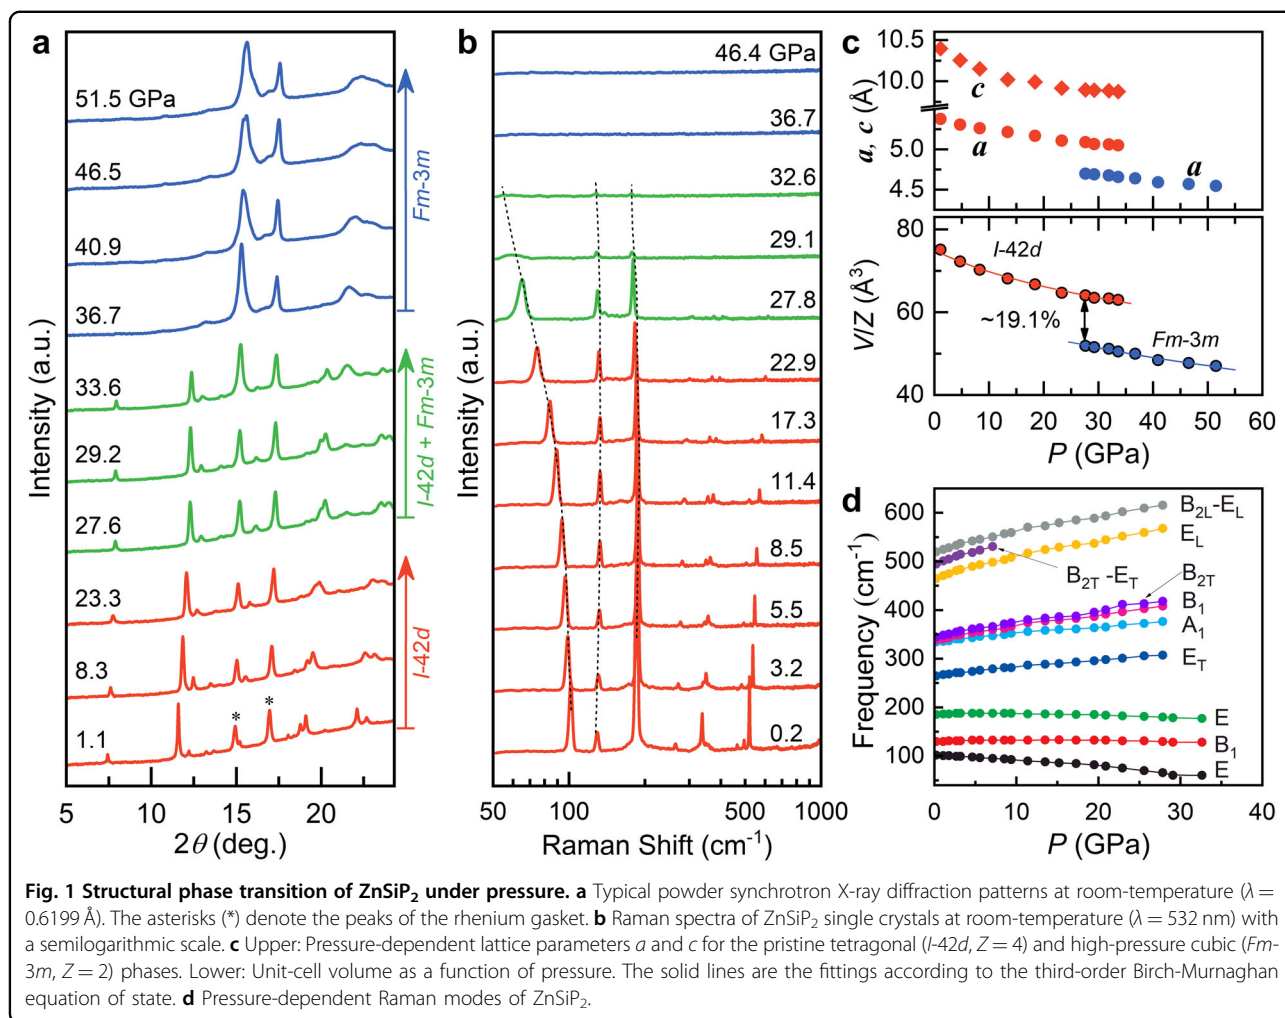 a
51.5 GPa
46.5
40.9
36.7
33.6
29.2
27.6
23.3
8.3
1.1
* *
Fm-3m
I-42d + Fm-3m
I-42d
Intensity (a.u.)
5 10 15 20
2θ (deg.)
b
46.4 GPa
36.7
32.6
29.1
27.8
22.9
17.3
11.4
8.5
5.5
3.2
0.2
Intensity (a.u.)
50 100 500 1000
Raman Shift (cm⁻¹)
c
10.5
10.0
5.0
4.5
a, c (Å)
c
a
a
80
60
40
V/Z (Å³)
I-42d
~19.1%
Fm-3m
0 10 20 30 40 50 60
P (GPa)
d
600
500
400
300
200
100
Frequency (cm⁻¹)
B₂L-E_L
E_L
B₂T-E_T
B₂T
B₁
A₁
E_T
E
B₁
E
0 10 20 30 40
P (GPa)
Fig. 1 Structural phase transition of ZnSiP₂ under pressure. a Typical powder synchrotron X-ray diffraction patterns at room-temperature (λ =
0.6199 Å). The asterisks (*) denote the peaks of the rhenium gasket. b Raman spectra of ZnSiP₂ single crystals at room-temperature (λ = 532 nm) with
a semilogarithmic scale. c Upper: Pressure-dependent lattice parameters a and c for the pristine tetragonal (I-42d, Z = 4) and high-pressure cubic (Fm-
3m, Z = 2) phases. Lower: Unit-cell volume as a function of pressure. The solid lines are the fittings according to the third-order Birch-Murnaghan
equation of state. d Pressure-dependent Raman modes of ZnSiP₂.